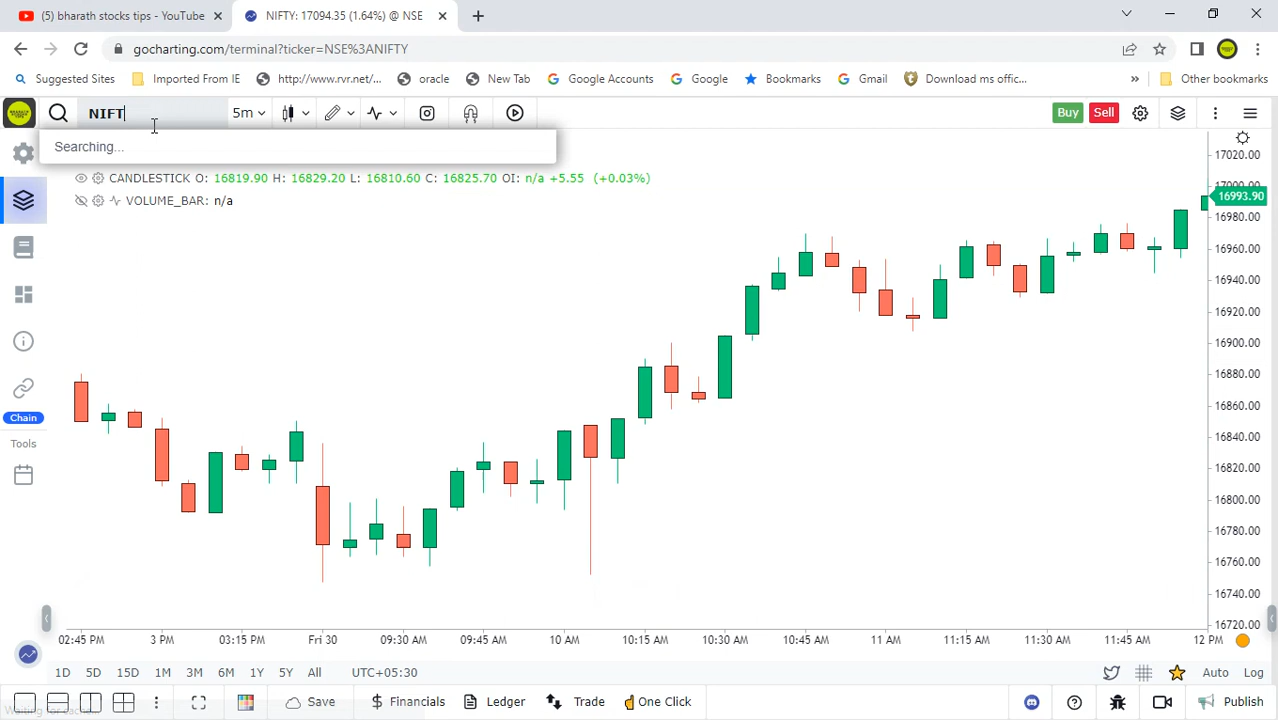 (5) bharath stocks tips - YouTube
NIFTY: 17094.35 (1.64%) @ NSE
gocharting.com/terminal?ticker=NSE%3ANIFTY
Suggested Sites
Imported From IE
http://www.rvr.net/...
oracle
New Tab
Google Accounts
Google
Bookmarks
Gmail
Download ms offic...
»
Other bookmarks
NIFT
5m
Buy
Sell
Searching...
CANDLESTICK O: 16819.90 H: 16829.20 L: 16810.60 C: 16825.70 OI: n/a +5.55 (+0.03%)
VOLUME_BAR: n/a
17020.00
17000.00
16993.90
16980.00
16960.00
16940.00
16920.00
16900.00
16880.00
16860.00
16840.00
16820.00
16800.00
16780.00
16760.00
16740.00
16720.00
Chain
Tools
02:45 PM
3 PM
03:15 PM
Fri 30
09:30 AM
09:45 AM
10 AM
10:15 AM
10:30 AM
10:45 AM
11 AM
11:15 AM
11:30 AM
11:45 AM
12 PM
1D
5D
15D
1M
3M
6M
1Y
5Y
All
UTC+05:30
Auto
Log
Save
Financials
Ledger
Trade
One Click
Publish
Waiting for cache...